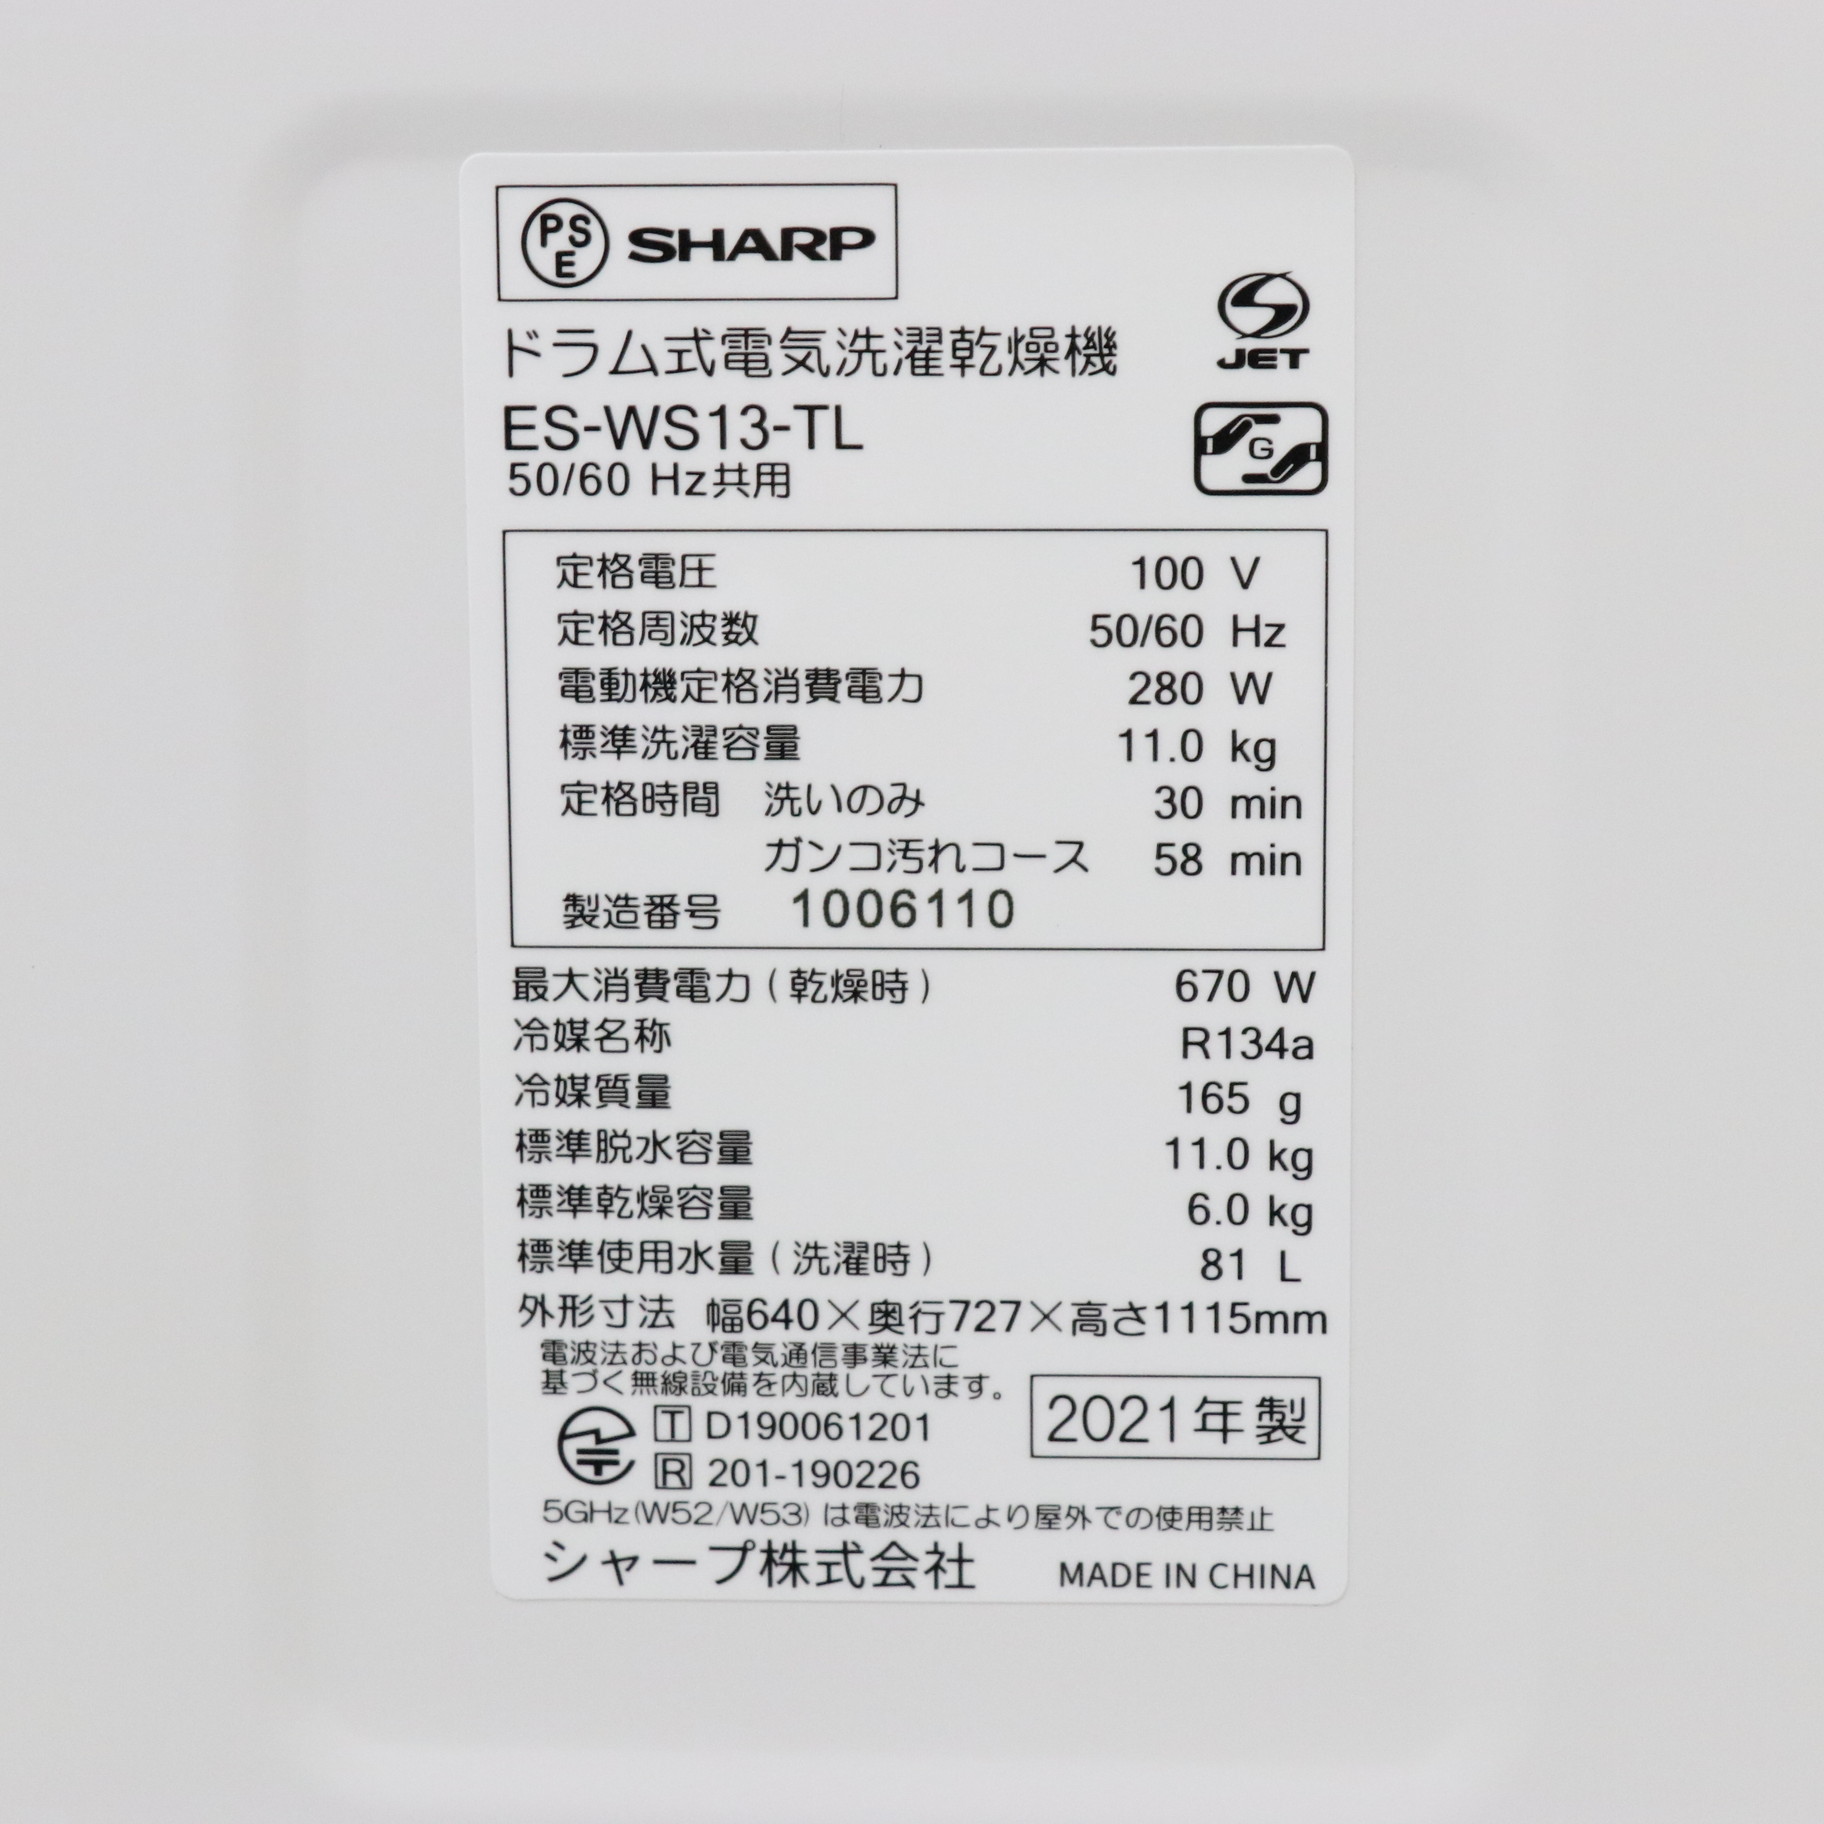 PSE SHARP
JET
ドラム式電気洗濯乾燥機
ES-WS13-TL
50/60 Hz共用
G
定格電圧 100 V
定格周波数 50/60 Hz
電動機定格消費電力 280 W
標準洗濯容量 11.0 kg
定格時間 洗いのみ 30 min
ガンコ汚れコース 58 min
製造番号 1006110
最大消費電力(乾燥時) 670 W
冷媒名称 R134a
冷媒質量 165 g
標準脱水容量 11.0 kg
標準乾燥容量 6.0 kg
標準使用水量(洗濯時) 81 L
外形寸法 幅640×奥行727×高さ1115mm
電波法および電気通信事業法に
基づく無線設備を内蔵しています。
T D190061201
R 201-190226
2021年製
5GHz(W52/W53)は電波法により屋外での使用禁止
シャープ株式会社 MADE IN CHINA